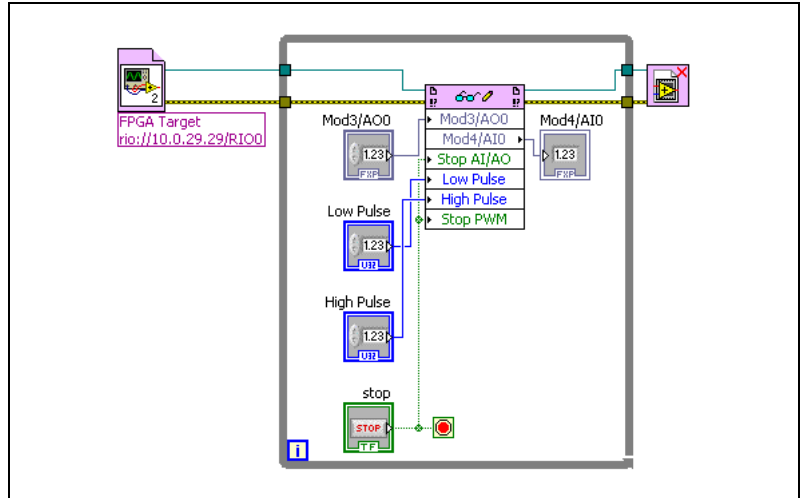 2
FPGA Target
rio://10.0.29.29/RIO0
Mod3/AO0
1.23
FXP
Mod3/AO0
Mod4/AI0
Stop AI/AO
Low Pulse
High Pulse
Stop PWM
Mod4/AI0
1.23
FXP
Low Pulse
1.23
U32
High Pulse
1.23
U32
stop
STOP
TF
i